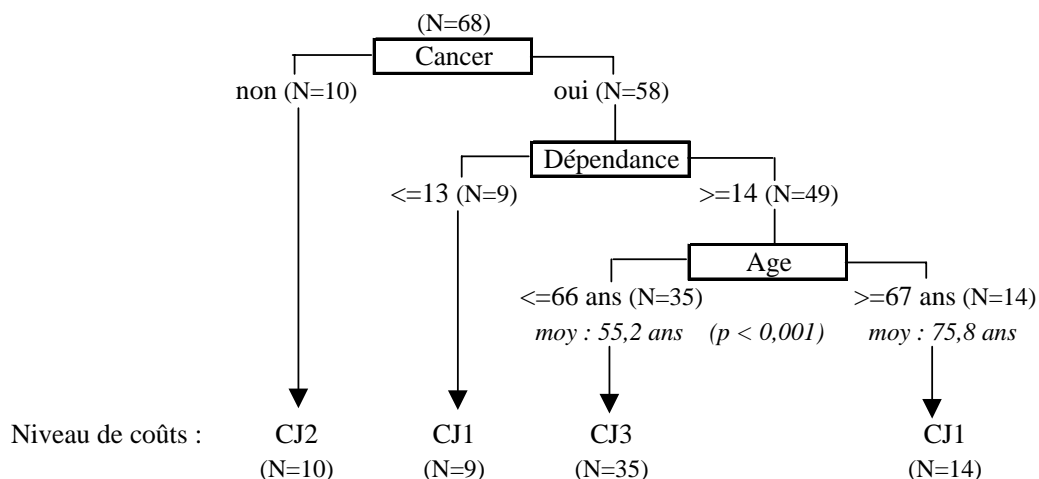 (N=68)
Cancer
non (N=10)
oui (N=58)
Dépendance
<=13 (N=9)
>=14 (N=49)
Age
<=66 ans (N=35)
>=67 ans (N=14)
moy : 55,2 ans (p < 0,001) moy : 75,8 ans
Niveau de coûts : CJ2 CJ1 CJ3 CJ1
(N=10) (N=9) (N=35) (N=14)